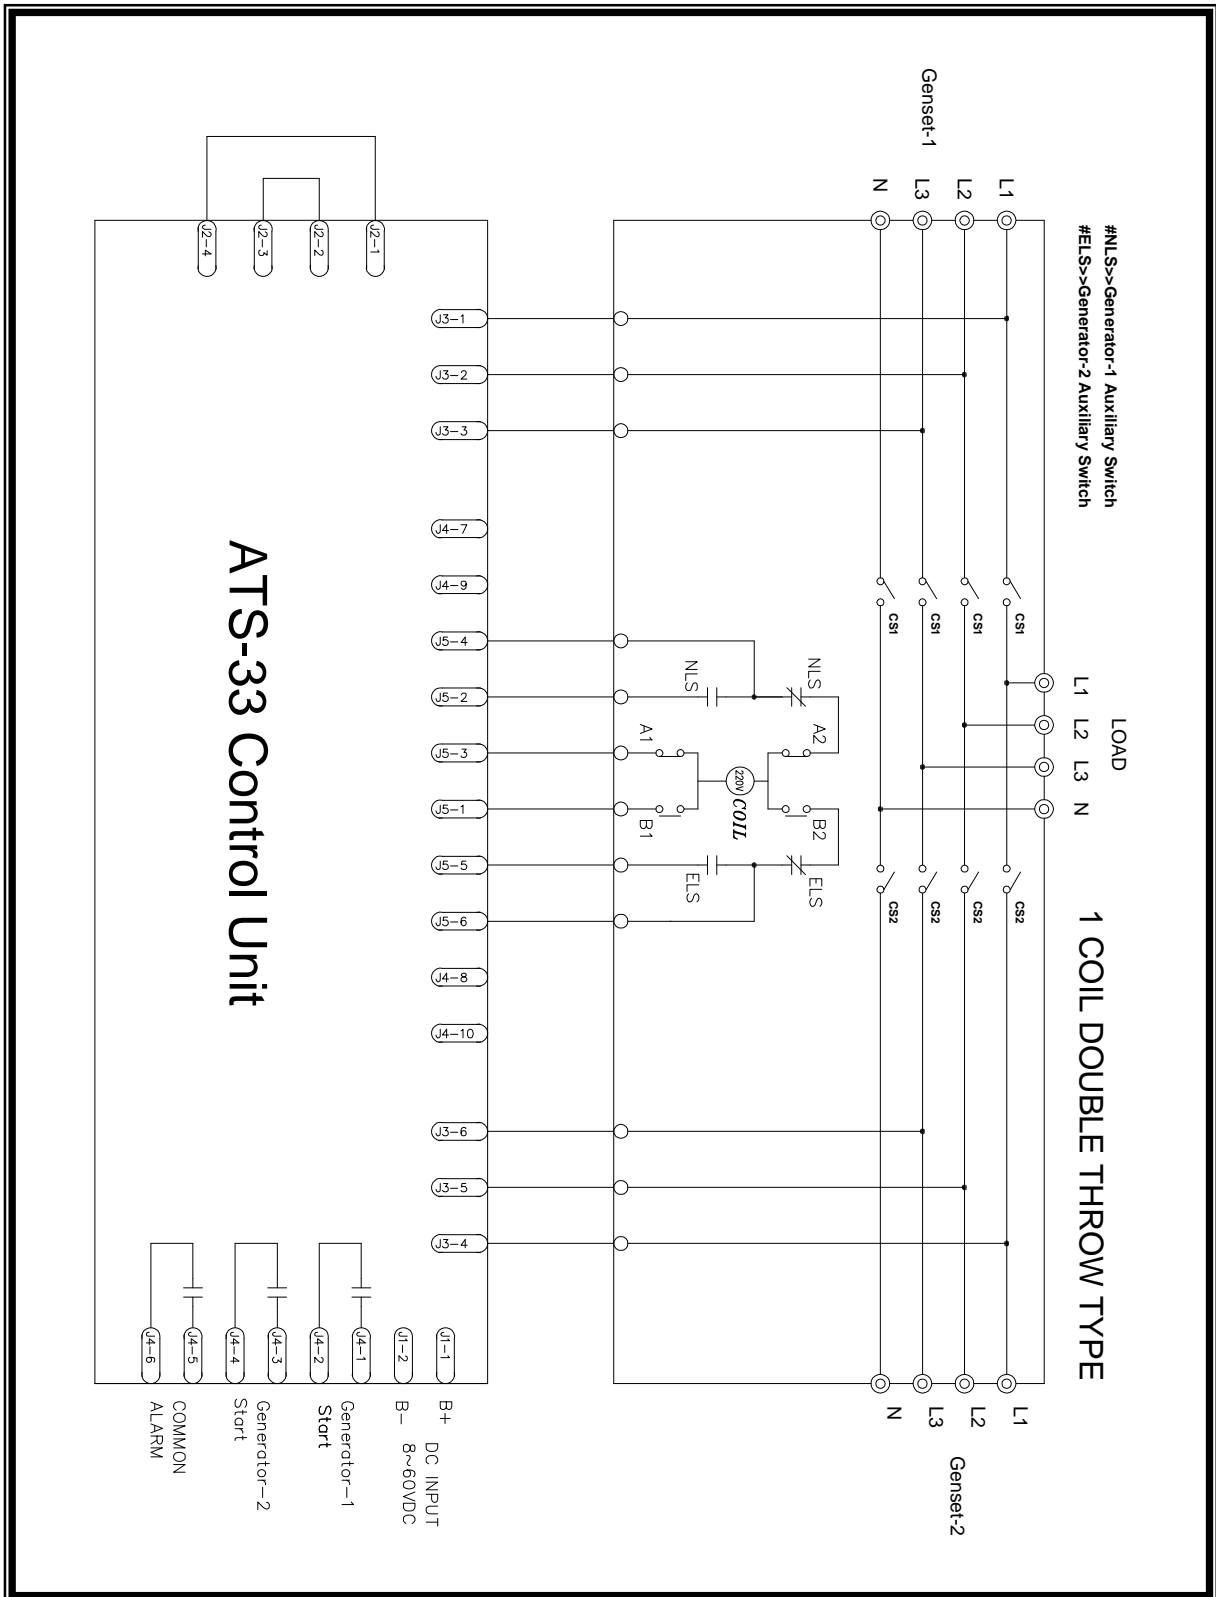 1 COIL DOUBLE THROW TYPE
#NLS>>Generator-1 Auxiliary Switch
#ELS>>Generator-2 Auxiliary Switch
LOAD
L1
L2
L3
N
Genset-1
L1
L2
L3
N
Genset-2
L1
L2
L3
N
CS1
CS1
CS1
CS1
CS2
CS2
CS2
CS2
NLS
A2
B2
ELS
220V
COIL
NLS
A1
B1
ELS
J3-1
J3-2
J3-3
J4-7
J4-9
J5-4
J5-2
J5-3
J5-1
J5-5
J5-6
J4-8
J4-10
J3-6
J3-5
J3-4
J2-1
J2-2
J2-3
J2-4
ATS-33 Control Unit
J1-1
B+ DC INPUT
J1-2
B- 8~60VDC
J4-1
Generator-1
J4-2
Start
J4-3
Generator-2
J4-4
Start
J4-5
COMMON
J4-6
ALARM